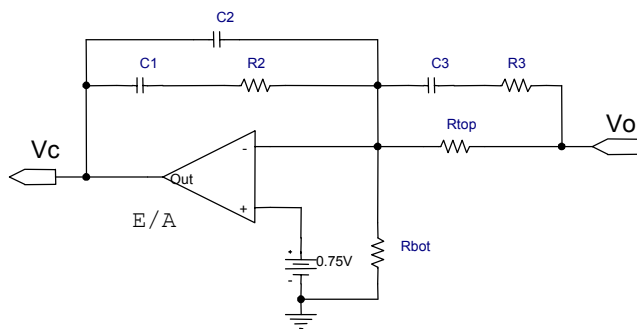 C2
C1
R2
C3
R3
Rtop
Vo
Vc
-
Out
+
E/A
+
0.75V
-
Rbot